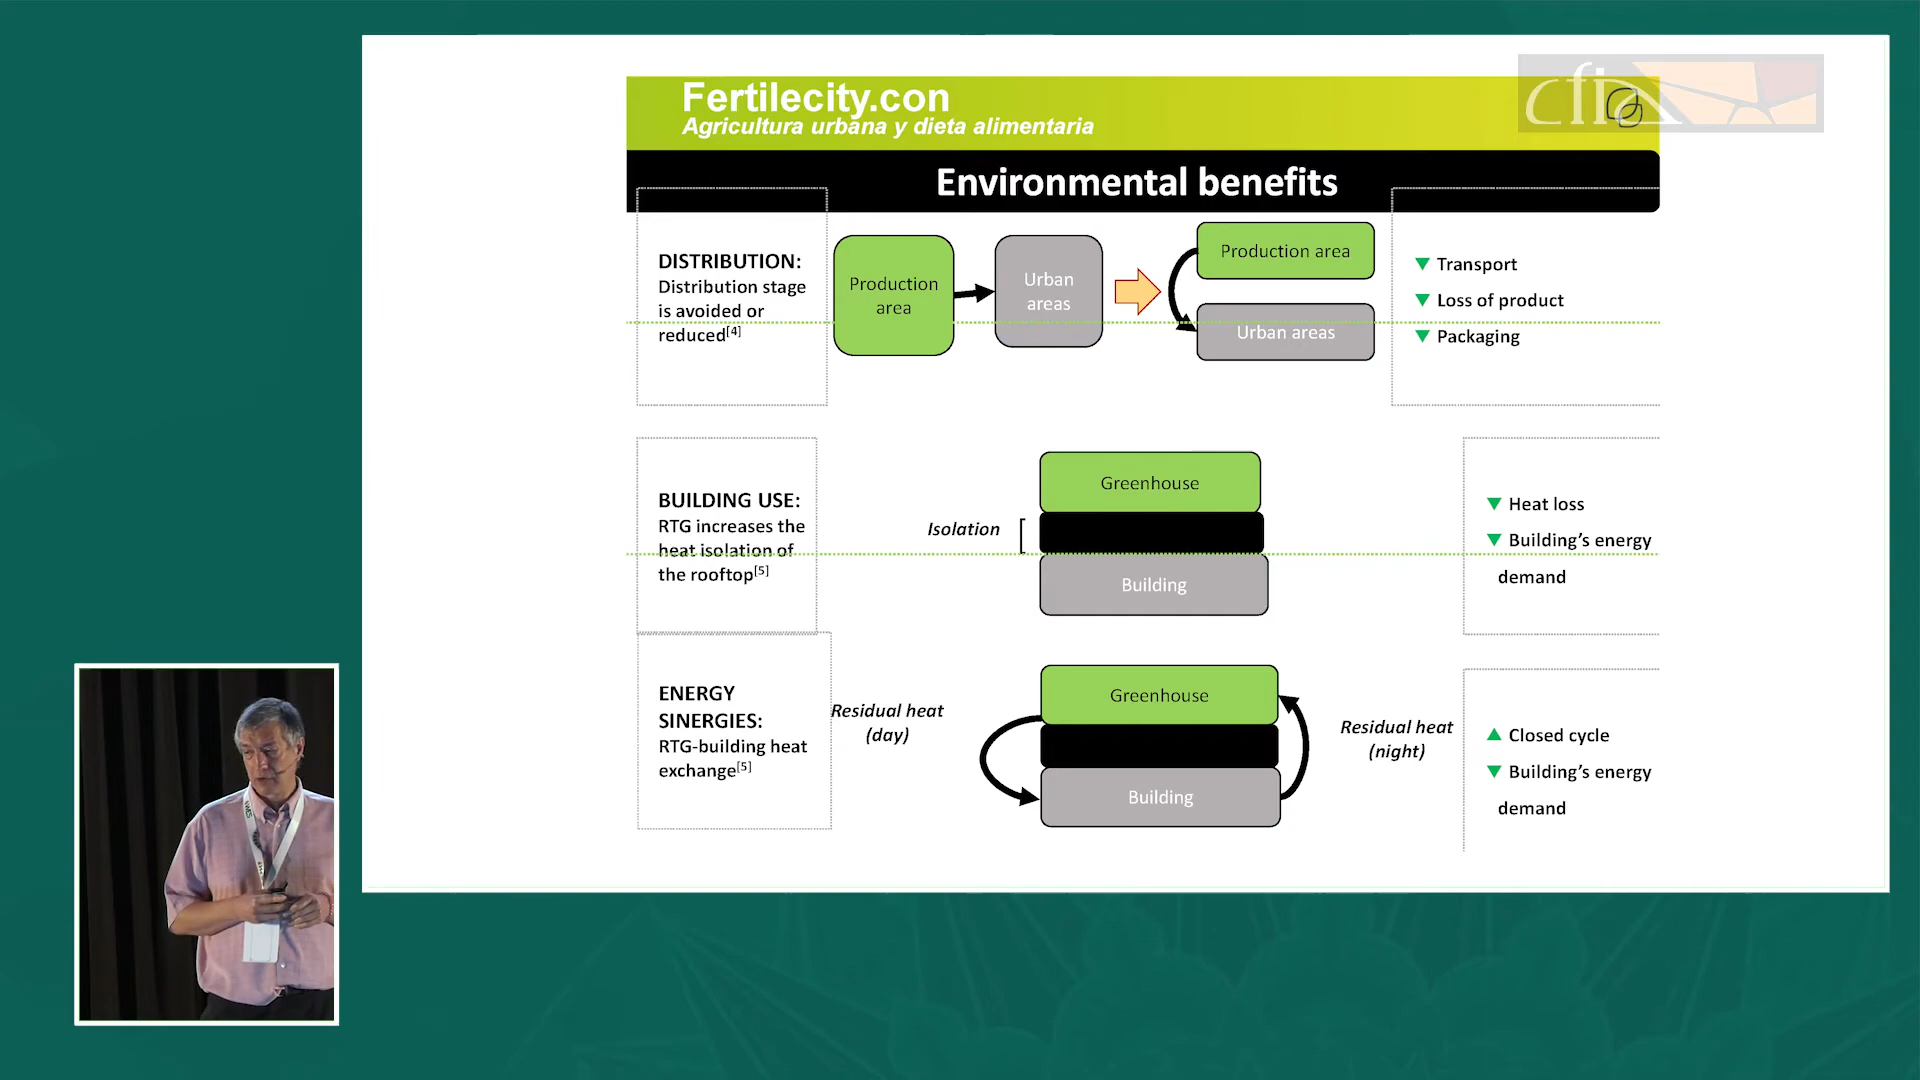 Fertilecity.con
Agricultura urbana y dieta alimentaria
cfia
Environmental benefits
DISTRIBUTION:
Distribution stage
is avoided or
reduced[4]
Production
area
Urban
areas
Production area
Urban areas
▼ Transport
▼ Loss of product
▼ Packaging
BUILDING USE:
RTG increases the
heat isolation of
the rooftop[5]
Isolation
Greenhouse
Building
▼ Heat loss
▼ Building’s energy
demand
ENERGY
SINERGIES:
RTG-building heat
exchange[5]
Residual heat
(day)
Greenhouse
Building
Residual heat
(night)
▲ Closed cycle
▼ Building’s energy
demand